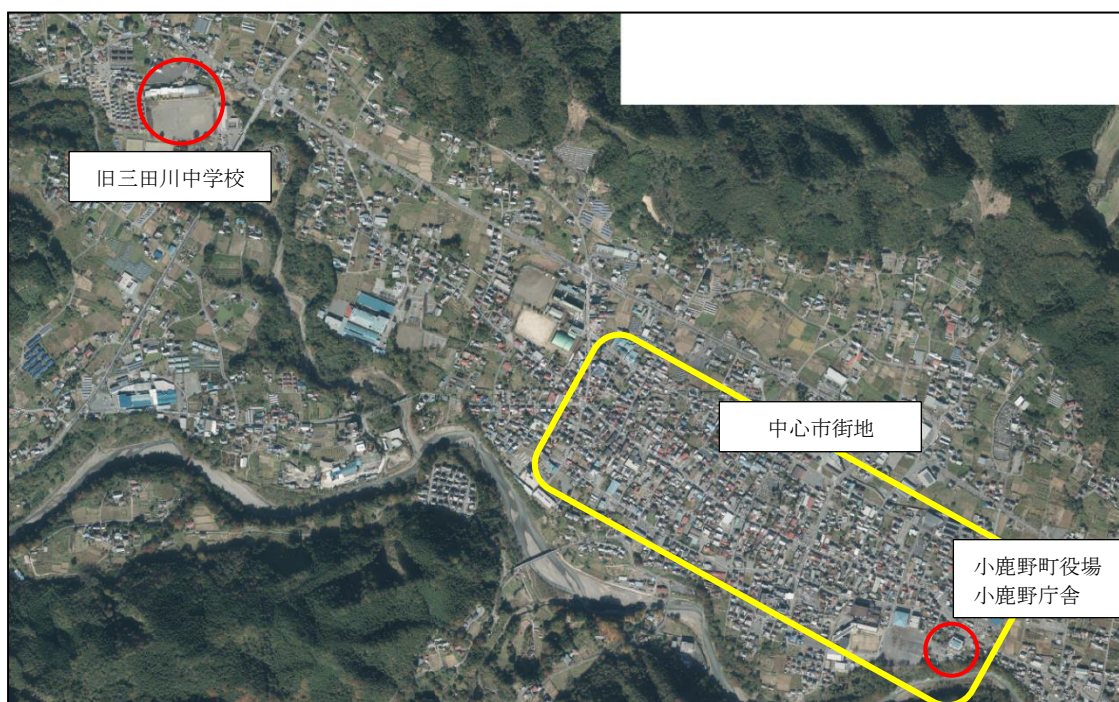 旧三田川中学校
中心市街地
小鹿野町役場
小鹿野庁舎